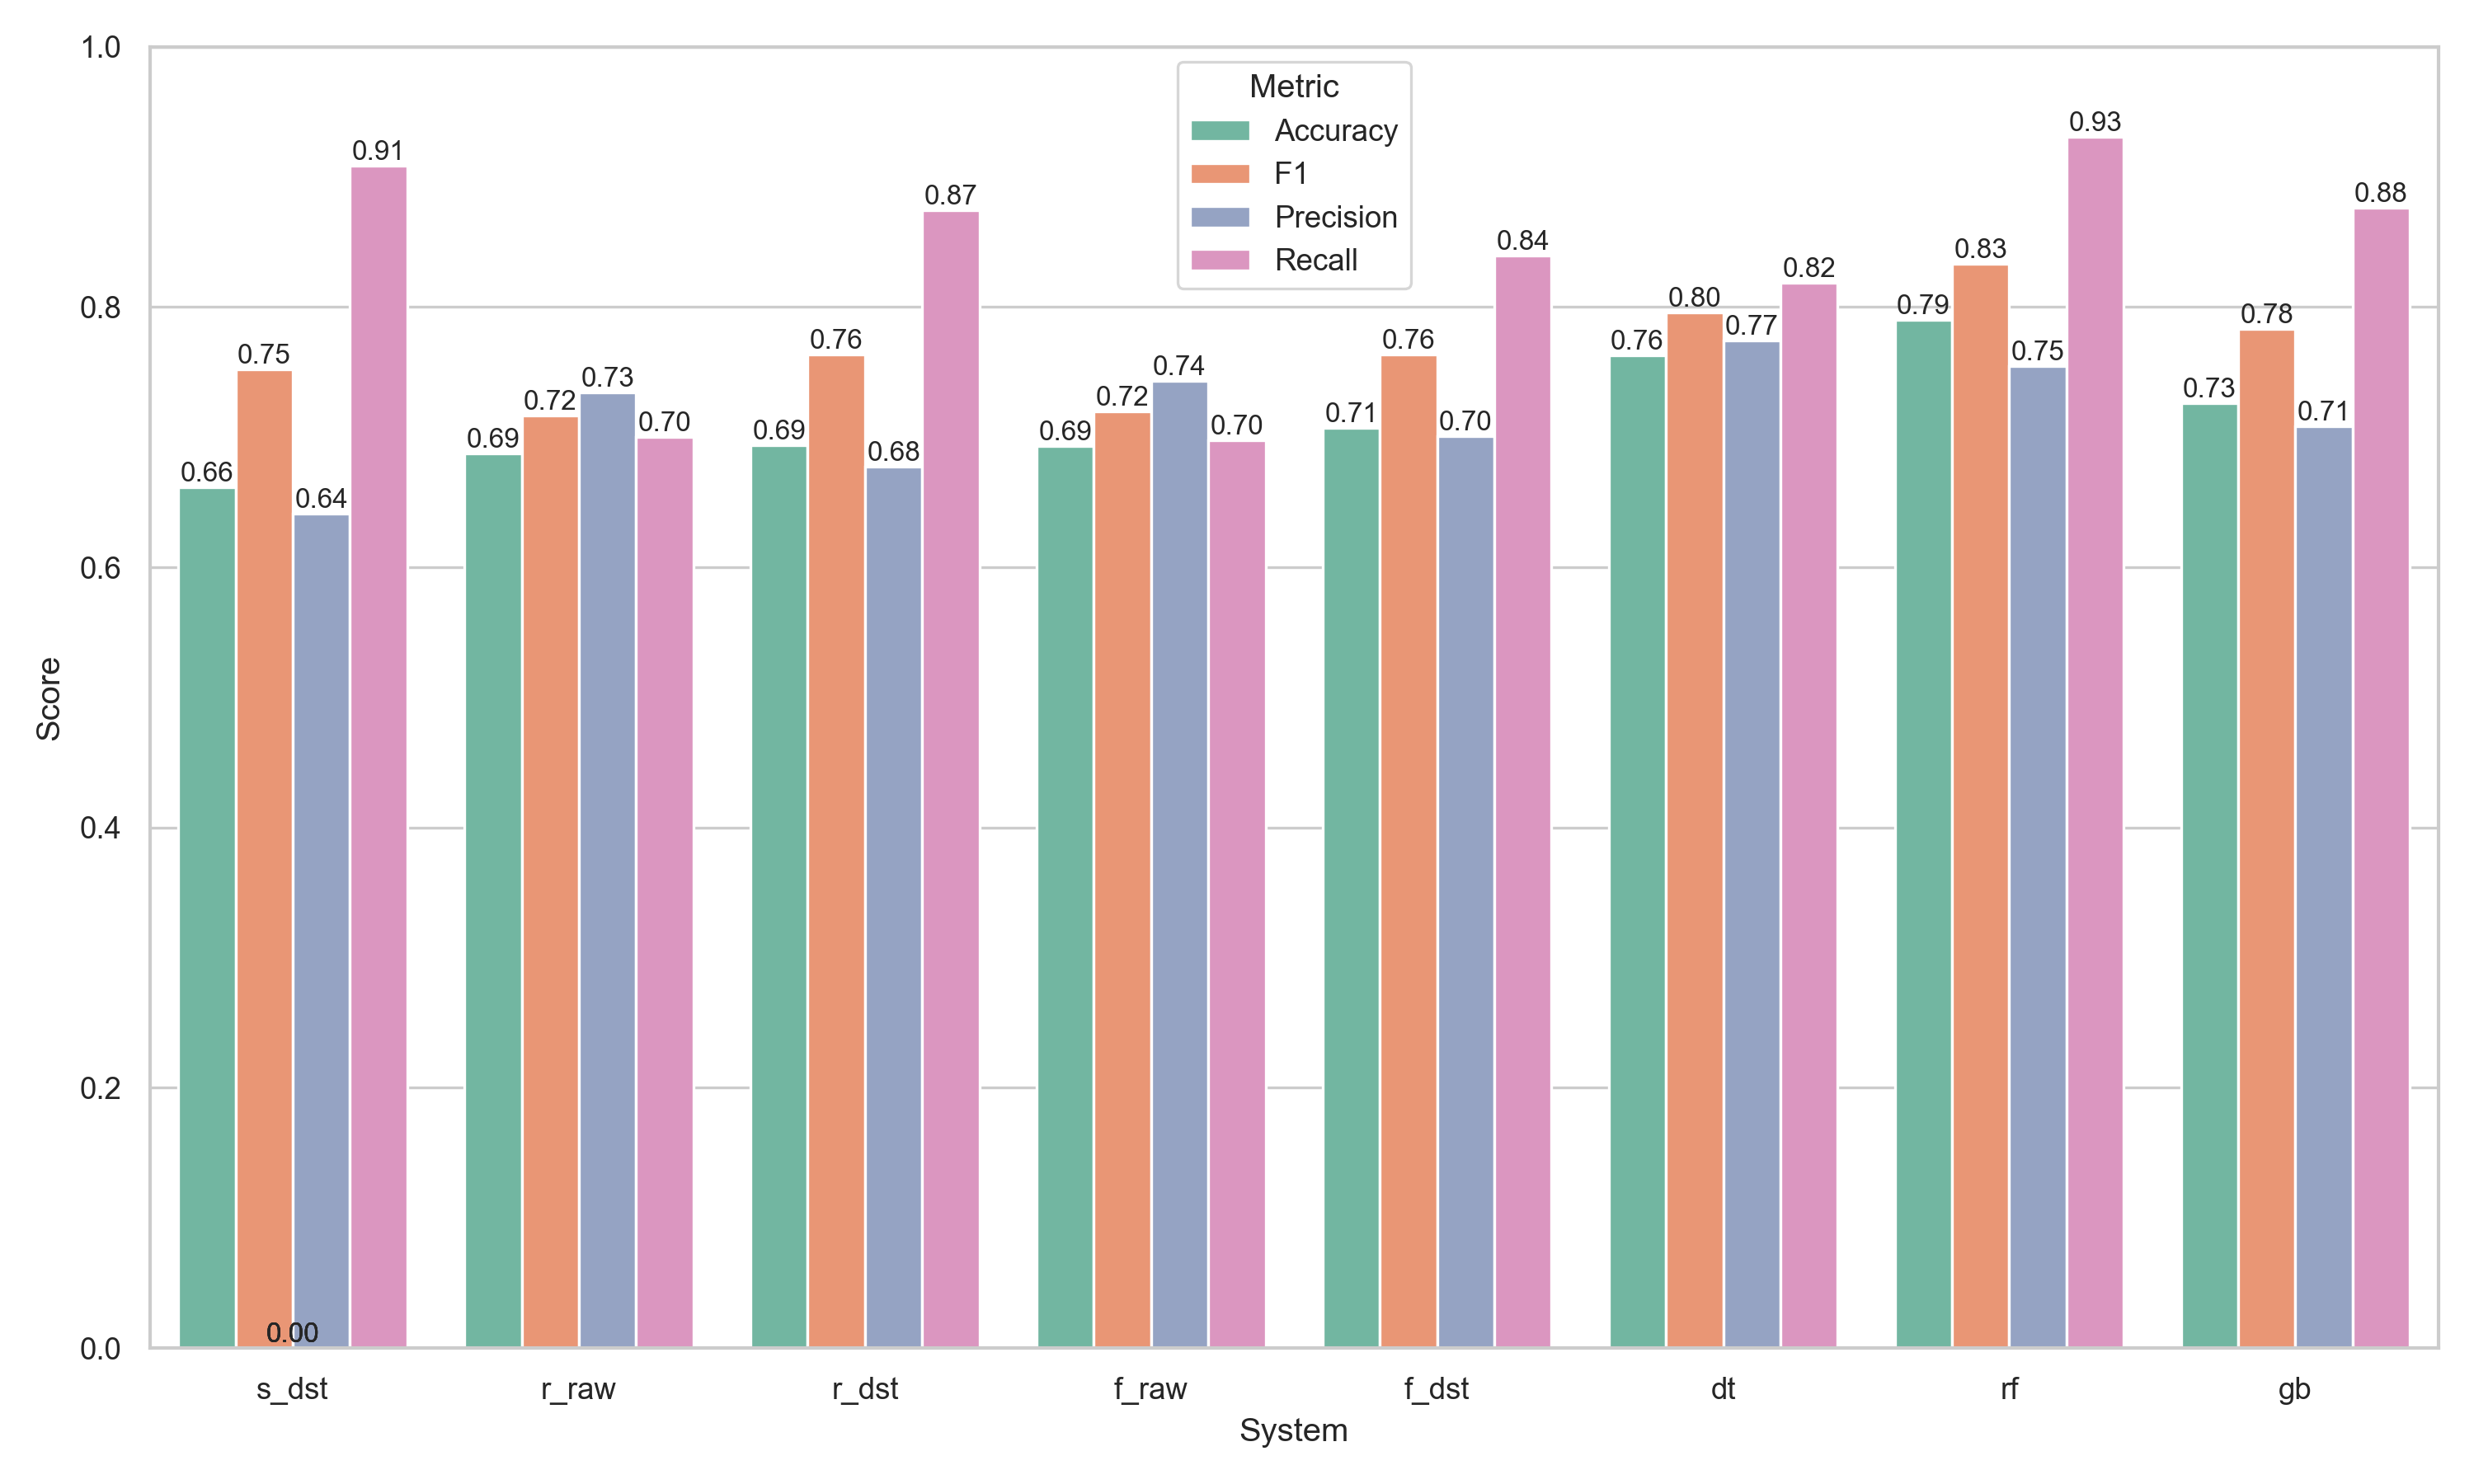 Metric
Accuracy
F1
Precision
Recall
Score
1.0
0.8
0.6
0.4
0.2
0.0
0.66 0.75 0.64 0.91
0.69 0.72 0.73 0.70
0.69 0.76 0.68 0.87
0.69 0.72 0.74 0.70
0.71 0.76 0.70 0.84
0.76 0.80 0.77 0.82
0.79 0.83 0.75 0.93
0.73 0.78 0.71 0.88
0.00
s_dst r_raw r_dst f_raw f_dst dt rf gb
System